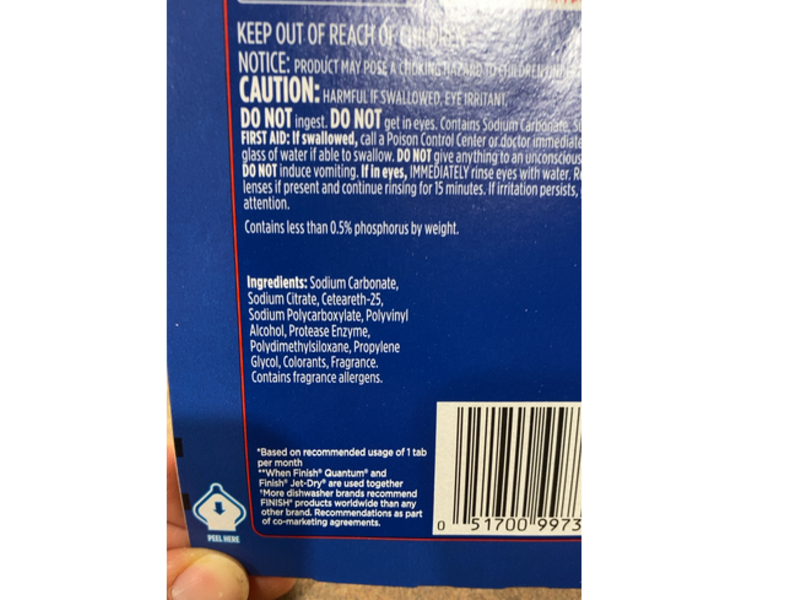 KEEP OUT OF REACH OF CHILDREN
NOTICE: PRODUCT MAY POSE A CHOKING HAZARD TO CHILDREN UNDER
CAUTION: HARMFUL IF SWALLOWED, EYE IRRITANT.
DO NOT ingest. DO NOT get in eyes. Contains Sodium Carbonate,
FIRST AID: If swallowed, call a Poison Control Center or doctor immediate
glass of water if able to swallow. DO NOT give anything to an unconscious
DO NOT induce vomiting. If in eyes, IMMEDIATELY rinse eyes with water.
lenses if present and continue rinsing for 15 minutes. If irritation persists,
attention.
Contains less than 0.5% phosphorus by weight.
Ingredients: Sodium Carbonate,
Sodium Citrate, Ceteareth-25,
Sodium Polycarboxylate, Polyvinyl
Alcohol, Protease Enzyme,
Polydimethylsiloxane, Propylene
Glycol, Colorants, Fragrance.
Contains fragrance allergens.
*Based on recommended usage of 1 tab
per month
**When Finish® Quantum® and
Finish® Jet-Dry® are used together
†More dishwasher brands recommend
FINISH® products worldwide than any
other brand. Recommendations as part
of co-marketing agreements.
PEEL HERE
0 51700 9973